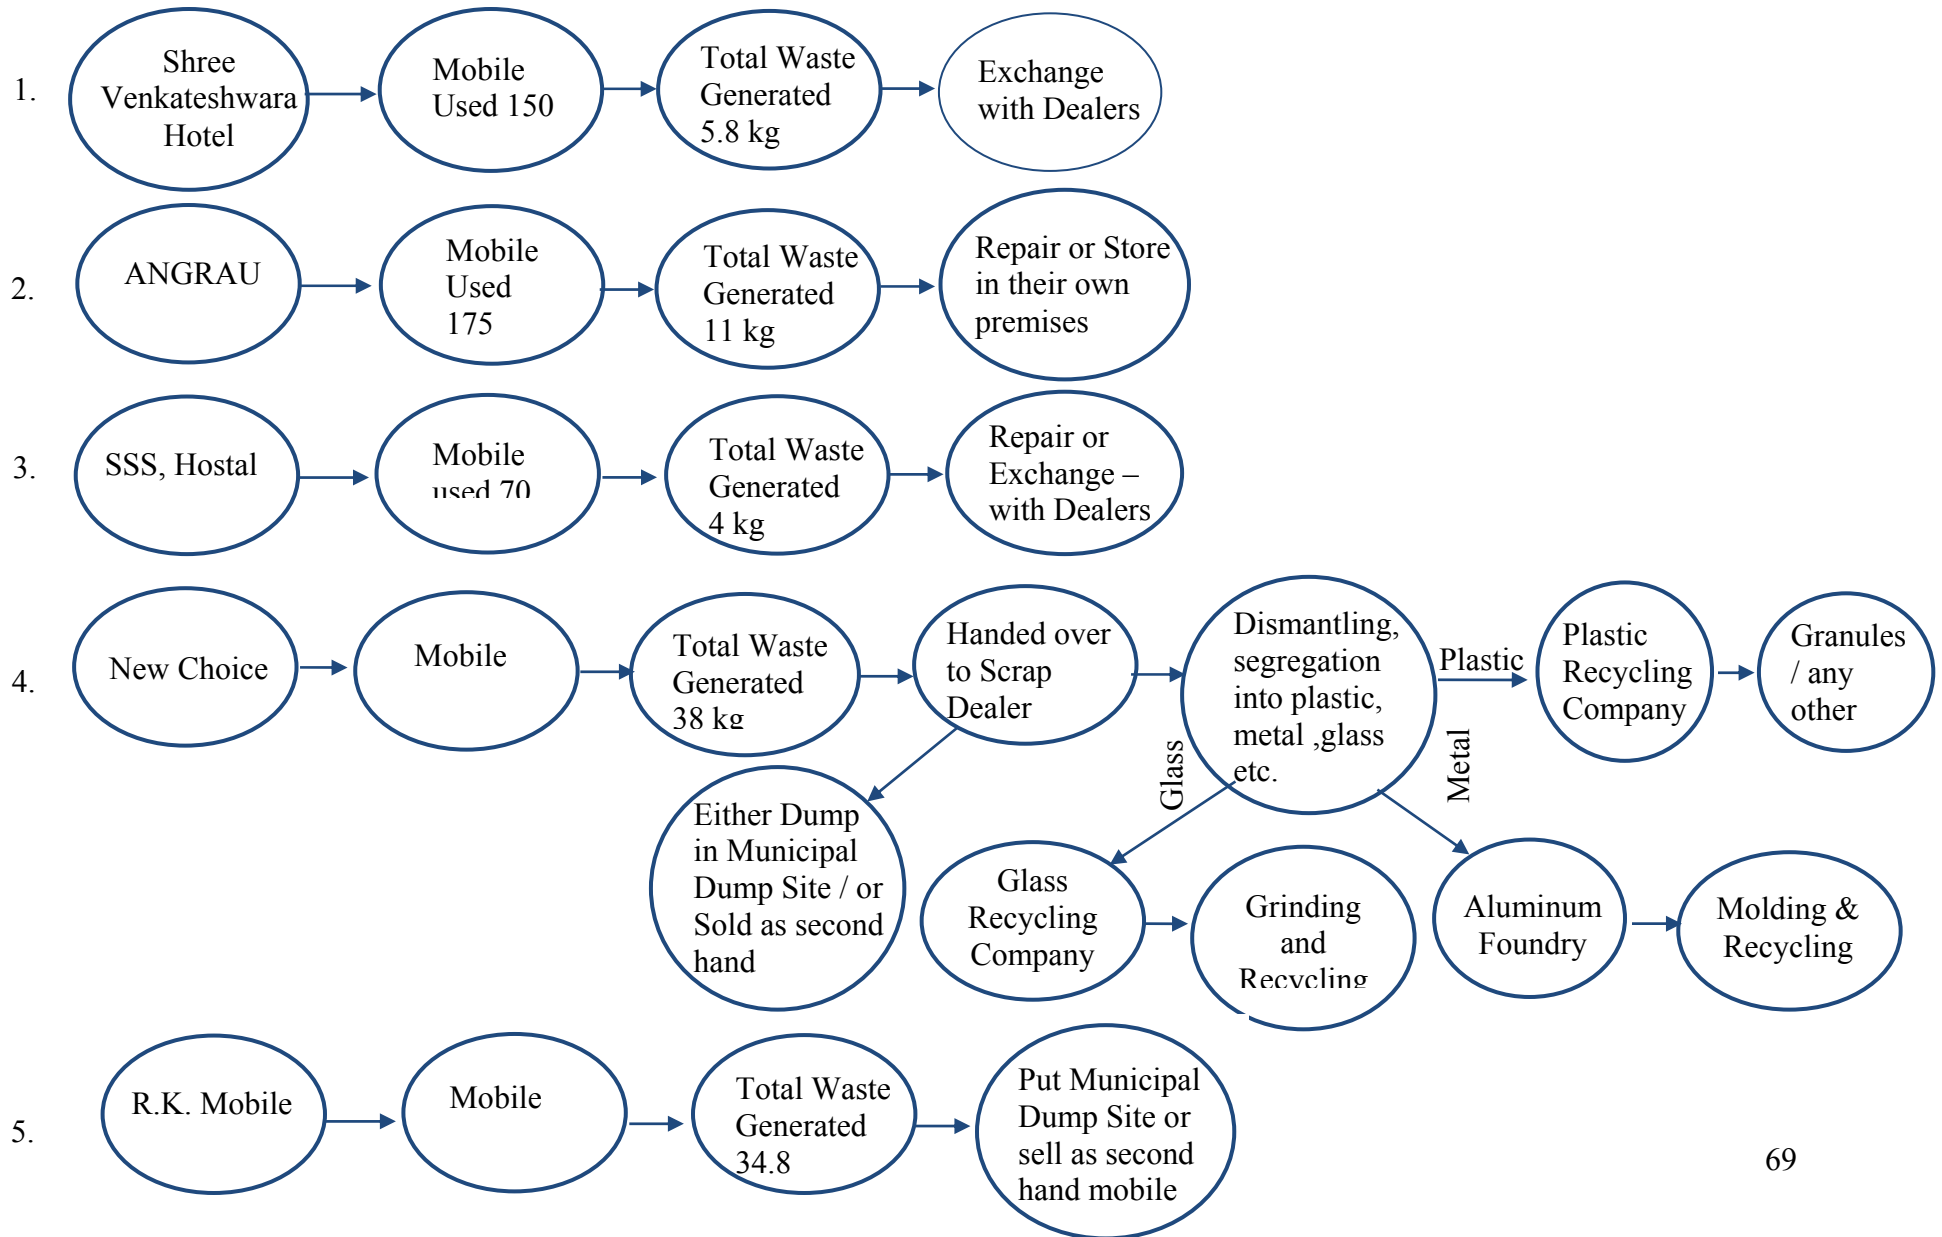 1.
Shree
Venkateshwara
Hotel
Mobile
Used 150
Total Waste
Generated
5.8 kg
Exchange
with Dealers
2.
ANGRAU
Mobile
Used
175
Total Waste
Generated
11 kg
Repair or Store
in their own
premises
3.
SSS, Hostal
Mobile
used 70
Total Waste
Generated
4 kg
Repair or
Exchange –
with Dealers
4.
New Choice
Mobile
Total Waste
Generated
38 kg
Handed over
to Scrap
Dealer
Dismantling,
segregation
into plastic,
metal ,glass
etc.
Plastic
Plastic
Recycling
Company
Granules
/ any
other
Glass
Metal
Either Dump
in Municipal
Dump Site / or
Sold as second
hand
Glass
Recycling
Company
Grinding
and
Recycling
Aluminum
Foundry
Molding &
Recycling
5.
R.K. Mobile
Mobile
Total Waste
Generated
34.8
Put Municipal
Dump Site or
sell as second
hand mobile
69